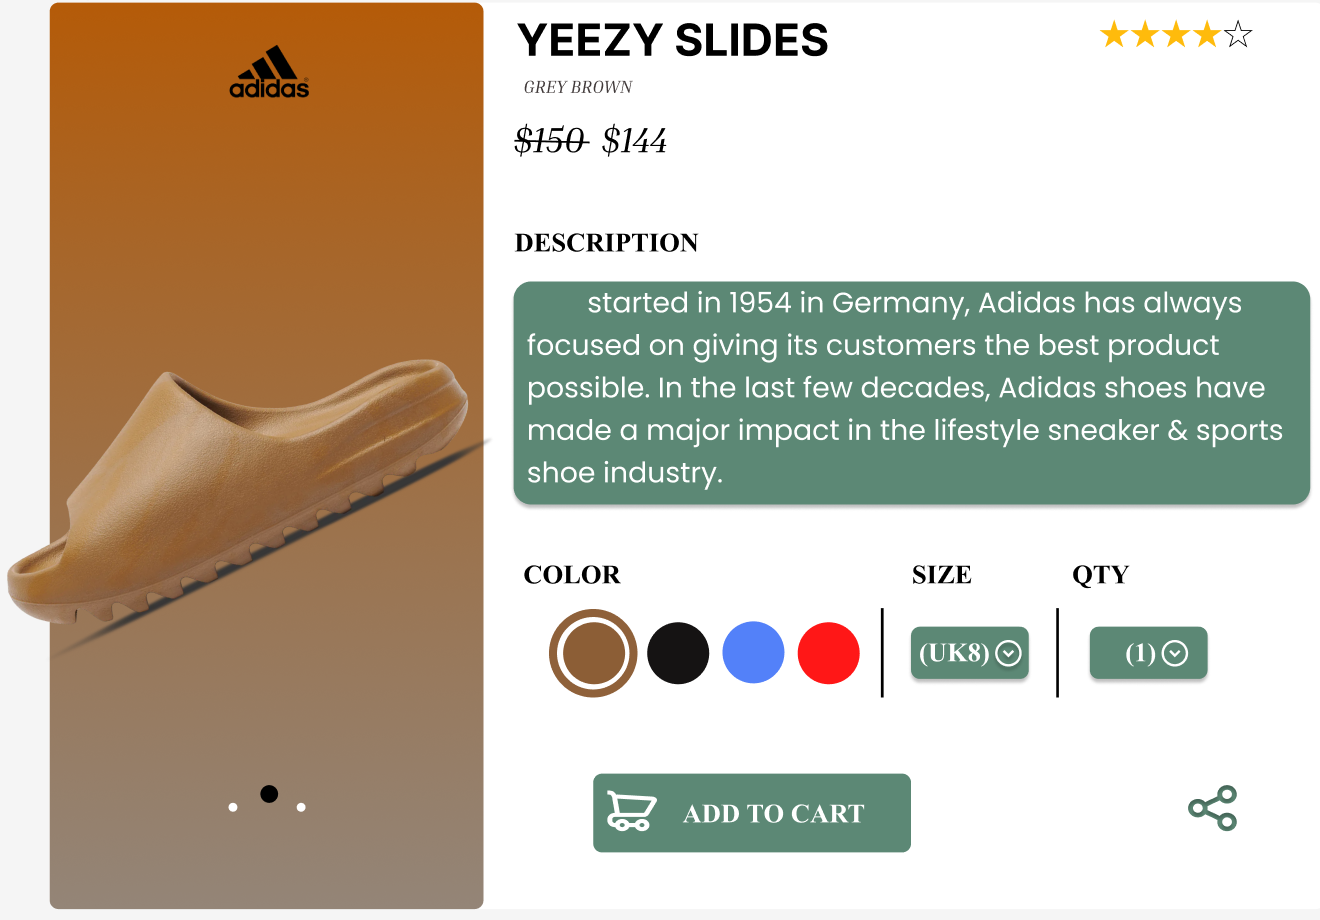 adidas
YEEZY SLIDES
★★★★☆
GREY BROWN
$150 $144
DESCRIPTION
started in 1954 in Germany, Adidas has always
focused on giving its customers the best product
possible. In the last few decades, Adidas shoes have
made a major impact in the lifestyle sneaker & sports
shoe industry.
COLOR
SIZE
QTY
(UK8)
(1)
ADD TO CART